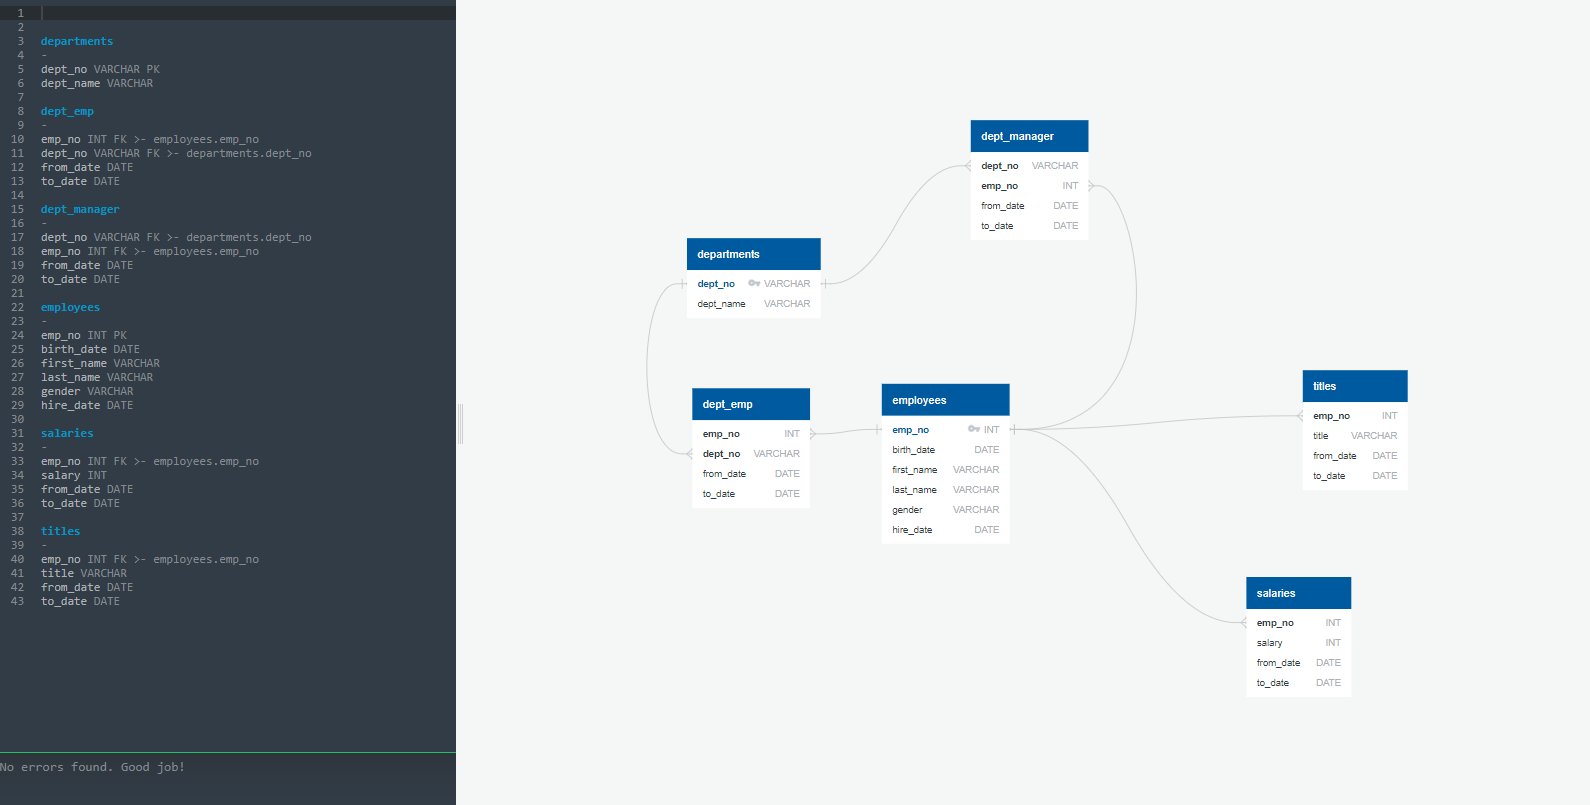 1
2
3 departments
4 -
5 dept_no VARCHAR PK
6 dept_name VARCHAR
7
8 dept_emp
9 -
10 emp_no INT FK >- employees.emp_no
11 dept_no VARCHAR FK >- departments.dept_no
12 from_date DATE
13 to_date DATE
14
15 dept_manager
16 -
17 dept_no VARCHAR FK >- departments.dept_no
18 emp_no INT FK >- employees.emp_no
19 from_date DATE
20 to_date DATE
21
22 employees
23 -
24 emp_no INT PK
25 birth_date DATE
26 first_name VARCHAR
27 last_name VARCHAR
28 gender VARCHAR
29 hire_date DATE
30
31 salaries
32 -
33 emp_no INT FK >- employees.emp_no
34 salary INT
35 from_date DATE
36 to_date DATE
37
38 titles
39 -
40 emp_no INT FK >- employees.emp_no
41 title VARCHAR
42 from_date DATE
43 to_date DATE
No errors found. Good job!
dept_manager
dept_no VARCHAR
emp_no INT
from_date DATE
to_date DATE
departments
dept_no VARCHAR
dept_name VARCHAR
dept_emp
emp_no INT
dept_no VARCHAR
from_date DATE
to_date DATE
employees
emp_no INT
birth_date DATE
first_name VARCHAR
last_name VARCHAR
gender VARCHAR
hire_date DATE
titles
emp_no INT
title VARCHAR
from_date DATE
to_date DATE
salaries
emp_no INT
salary INT
from_date DATE
to_date DATE